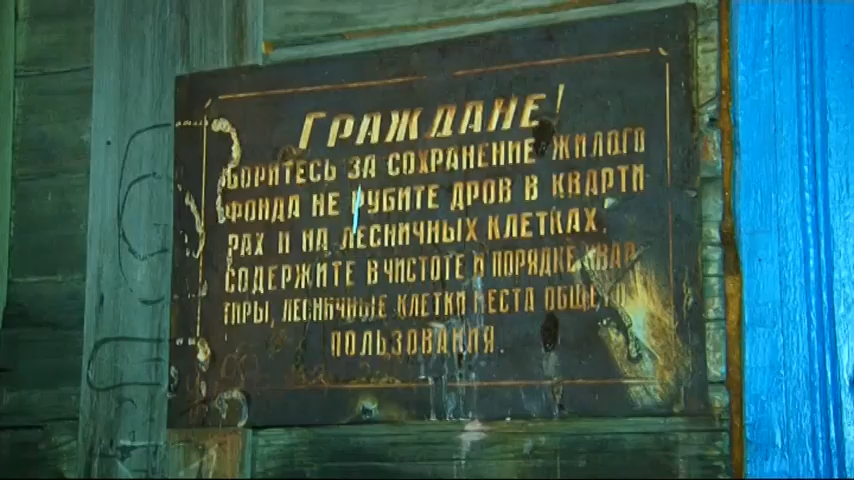 ГРАЖДАНЕ!
БОРИТЕСЬ ЗА СОХРАНЕНИЕ ЖИЛОГО
ФОНДА НЕ РУБИТЕ ДРОВ В КВАРТИ
РАХ И НА ЛЕСНИЧНЫХ КЛЕТКАХ,
СОДЕРЖИТЕ В ЧИСТОТЕ И ПОРЯДКЕ КВАР
ТИРЫ, ЛЕСНИЧНЫЕ КЛЕТКИ МЕСТА ОБЩЕГО
ПОЛЬЗОВАНИЯ.